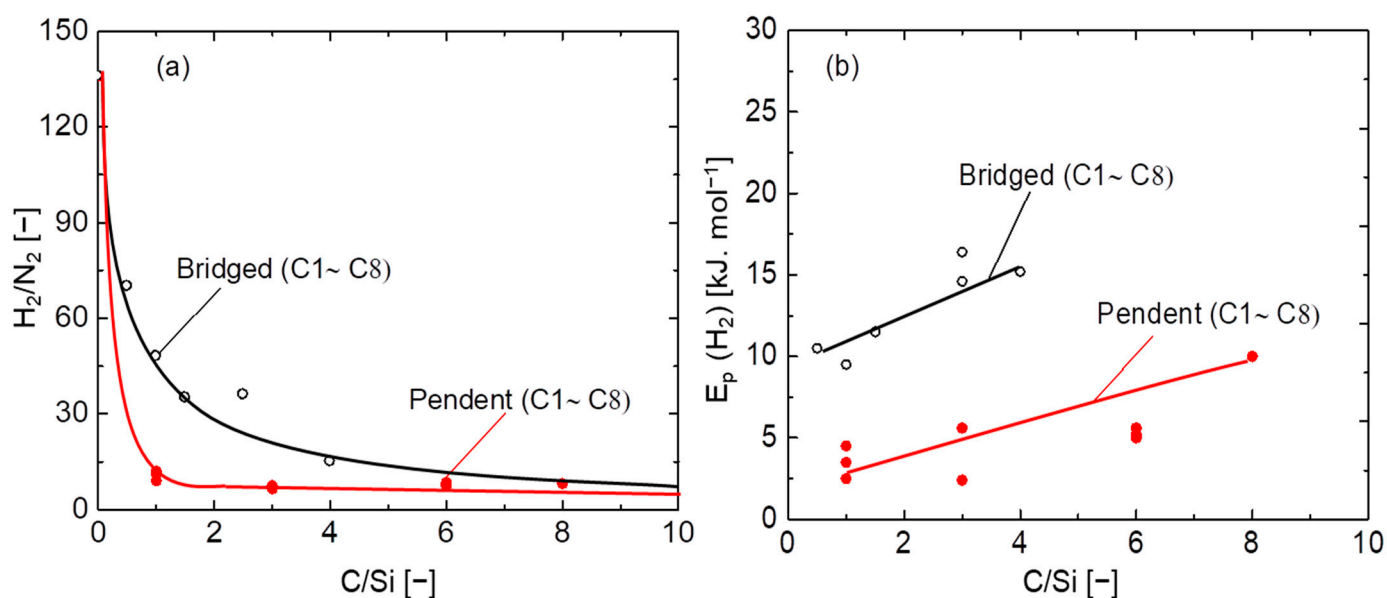 (a)
H₂/N₂ [−]
150
120
90
60
30
0
Bridged (C1~ C8)
Pendent (C1~ C8)
0 2 4 6 8 10
C/Si [−]
(b)
Eₚ (H₂) [kJ. mol⁻¹]
30
25
20
15
10
5
0
Bridged (C1~ C8)
Pendent (C1~ C8)
0 2 4 6 8 10
C/Si [−]